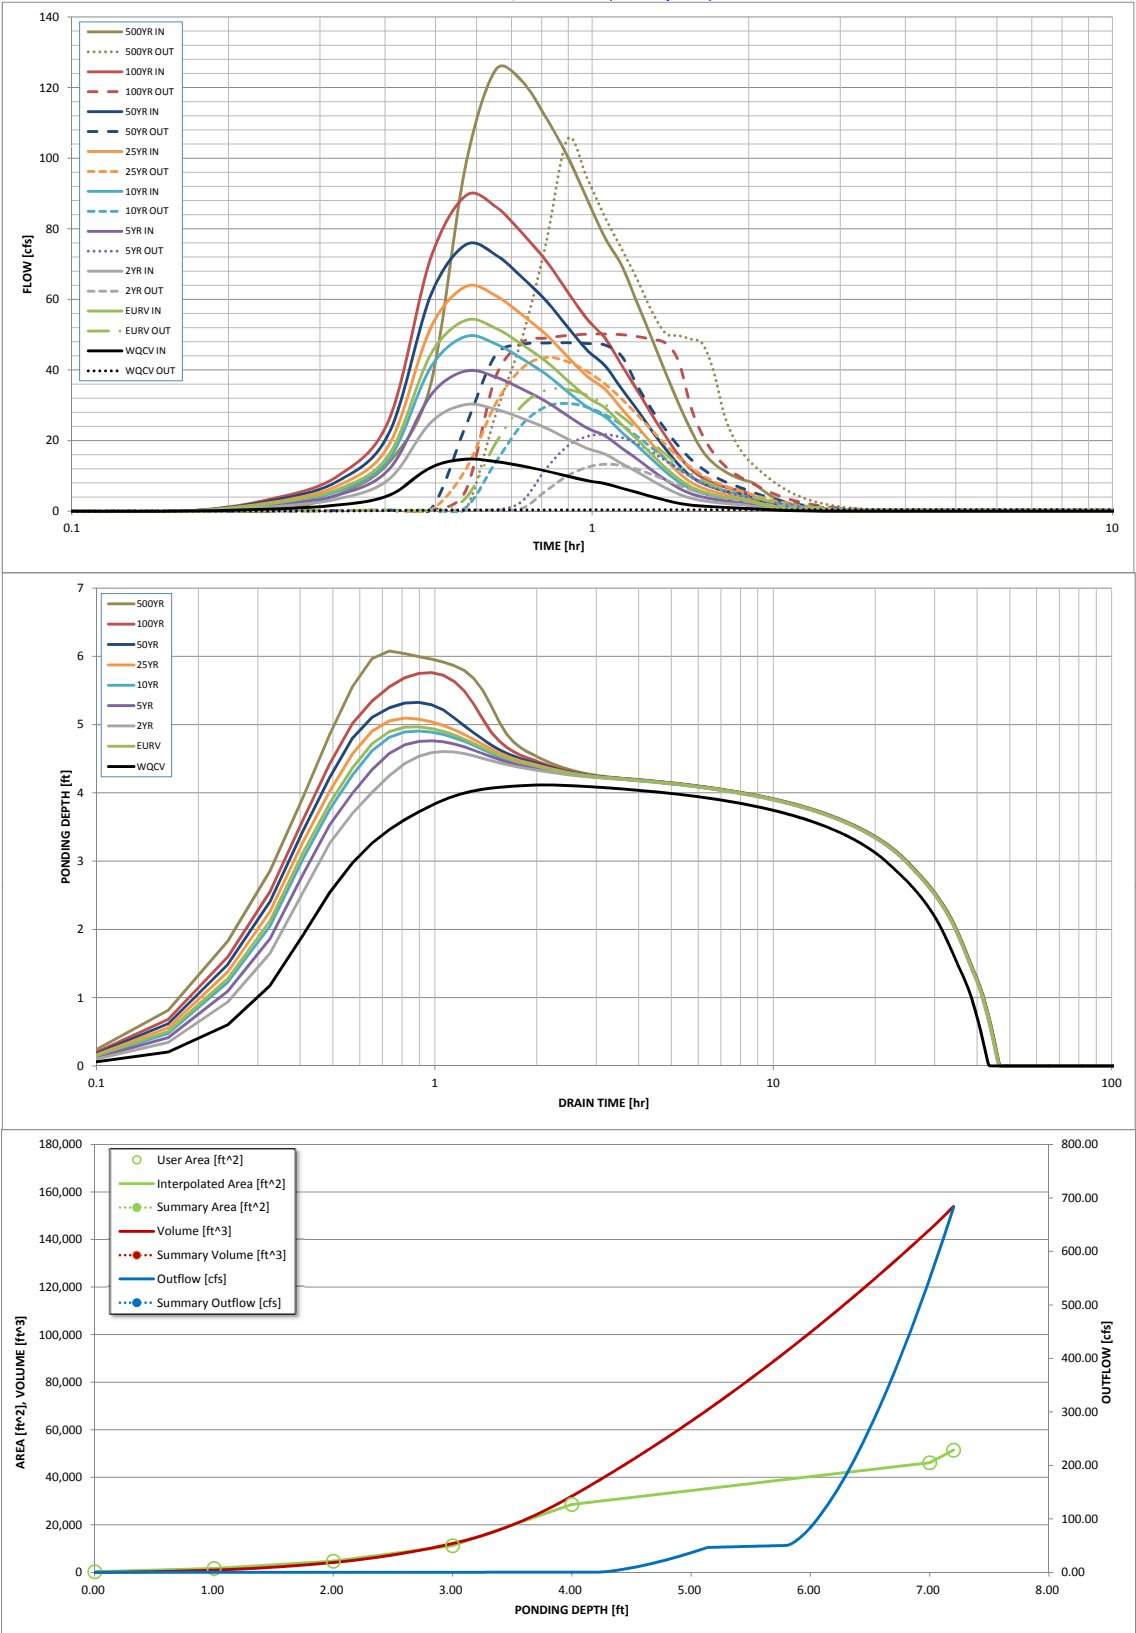 140
120
100
80
60
40
20
0
FLOW [cfs]
500YR IN
500YR OUT
100YR IN
100YR OUT
50YR IN
50YR OUT
25YR IN
25YR OUT
10YR IN
10YR OUT
5YR IN
5YR OUT
2YR IN
2YR OUT
EURV IN
EURV OUT
WQCV IN
WQCV OUT
0.1
1
10
TIME [hr]
7
6
5
4
3
2
1
0
PONDING DEPTH [ft]
500YR
100YR
50YR
25YR
10YR
5YR
2YR
EURV
WQCV
0.1
1
10
100
DRAIN TIME [hr]
180,000
160,000
140,000
120,000
100,000
80,000
60,000
40,000
20,000
0
AREA [ft^2], VOLUME [ft^3]
User Area [ft^2]
Interpolated Area [ft^2]
Summary Area [ft^2]
Volume [ft^3]
Summary Volume [ft^3]
Outflow [cfs]
Summary Outflow [cfs]
800.00
700.00
600.00
500.00
400.00
300.00
200.00
100.00
0.00
OUTFLOW [cfs]
0.00
1.00
2.00
3.00
4.00
5.00
6.00
7.00
8.00
PONDING DEPTH [ft]